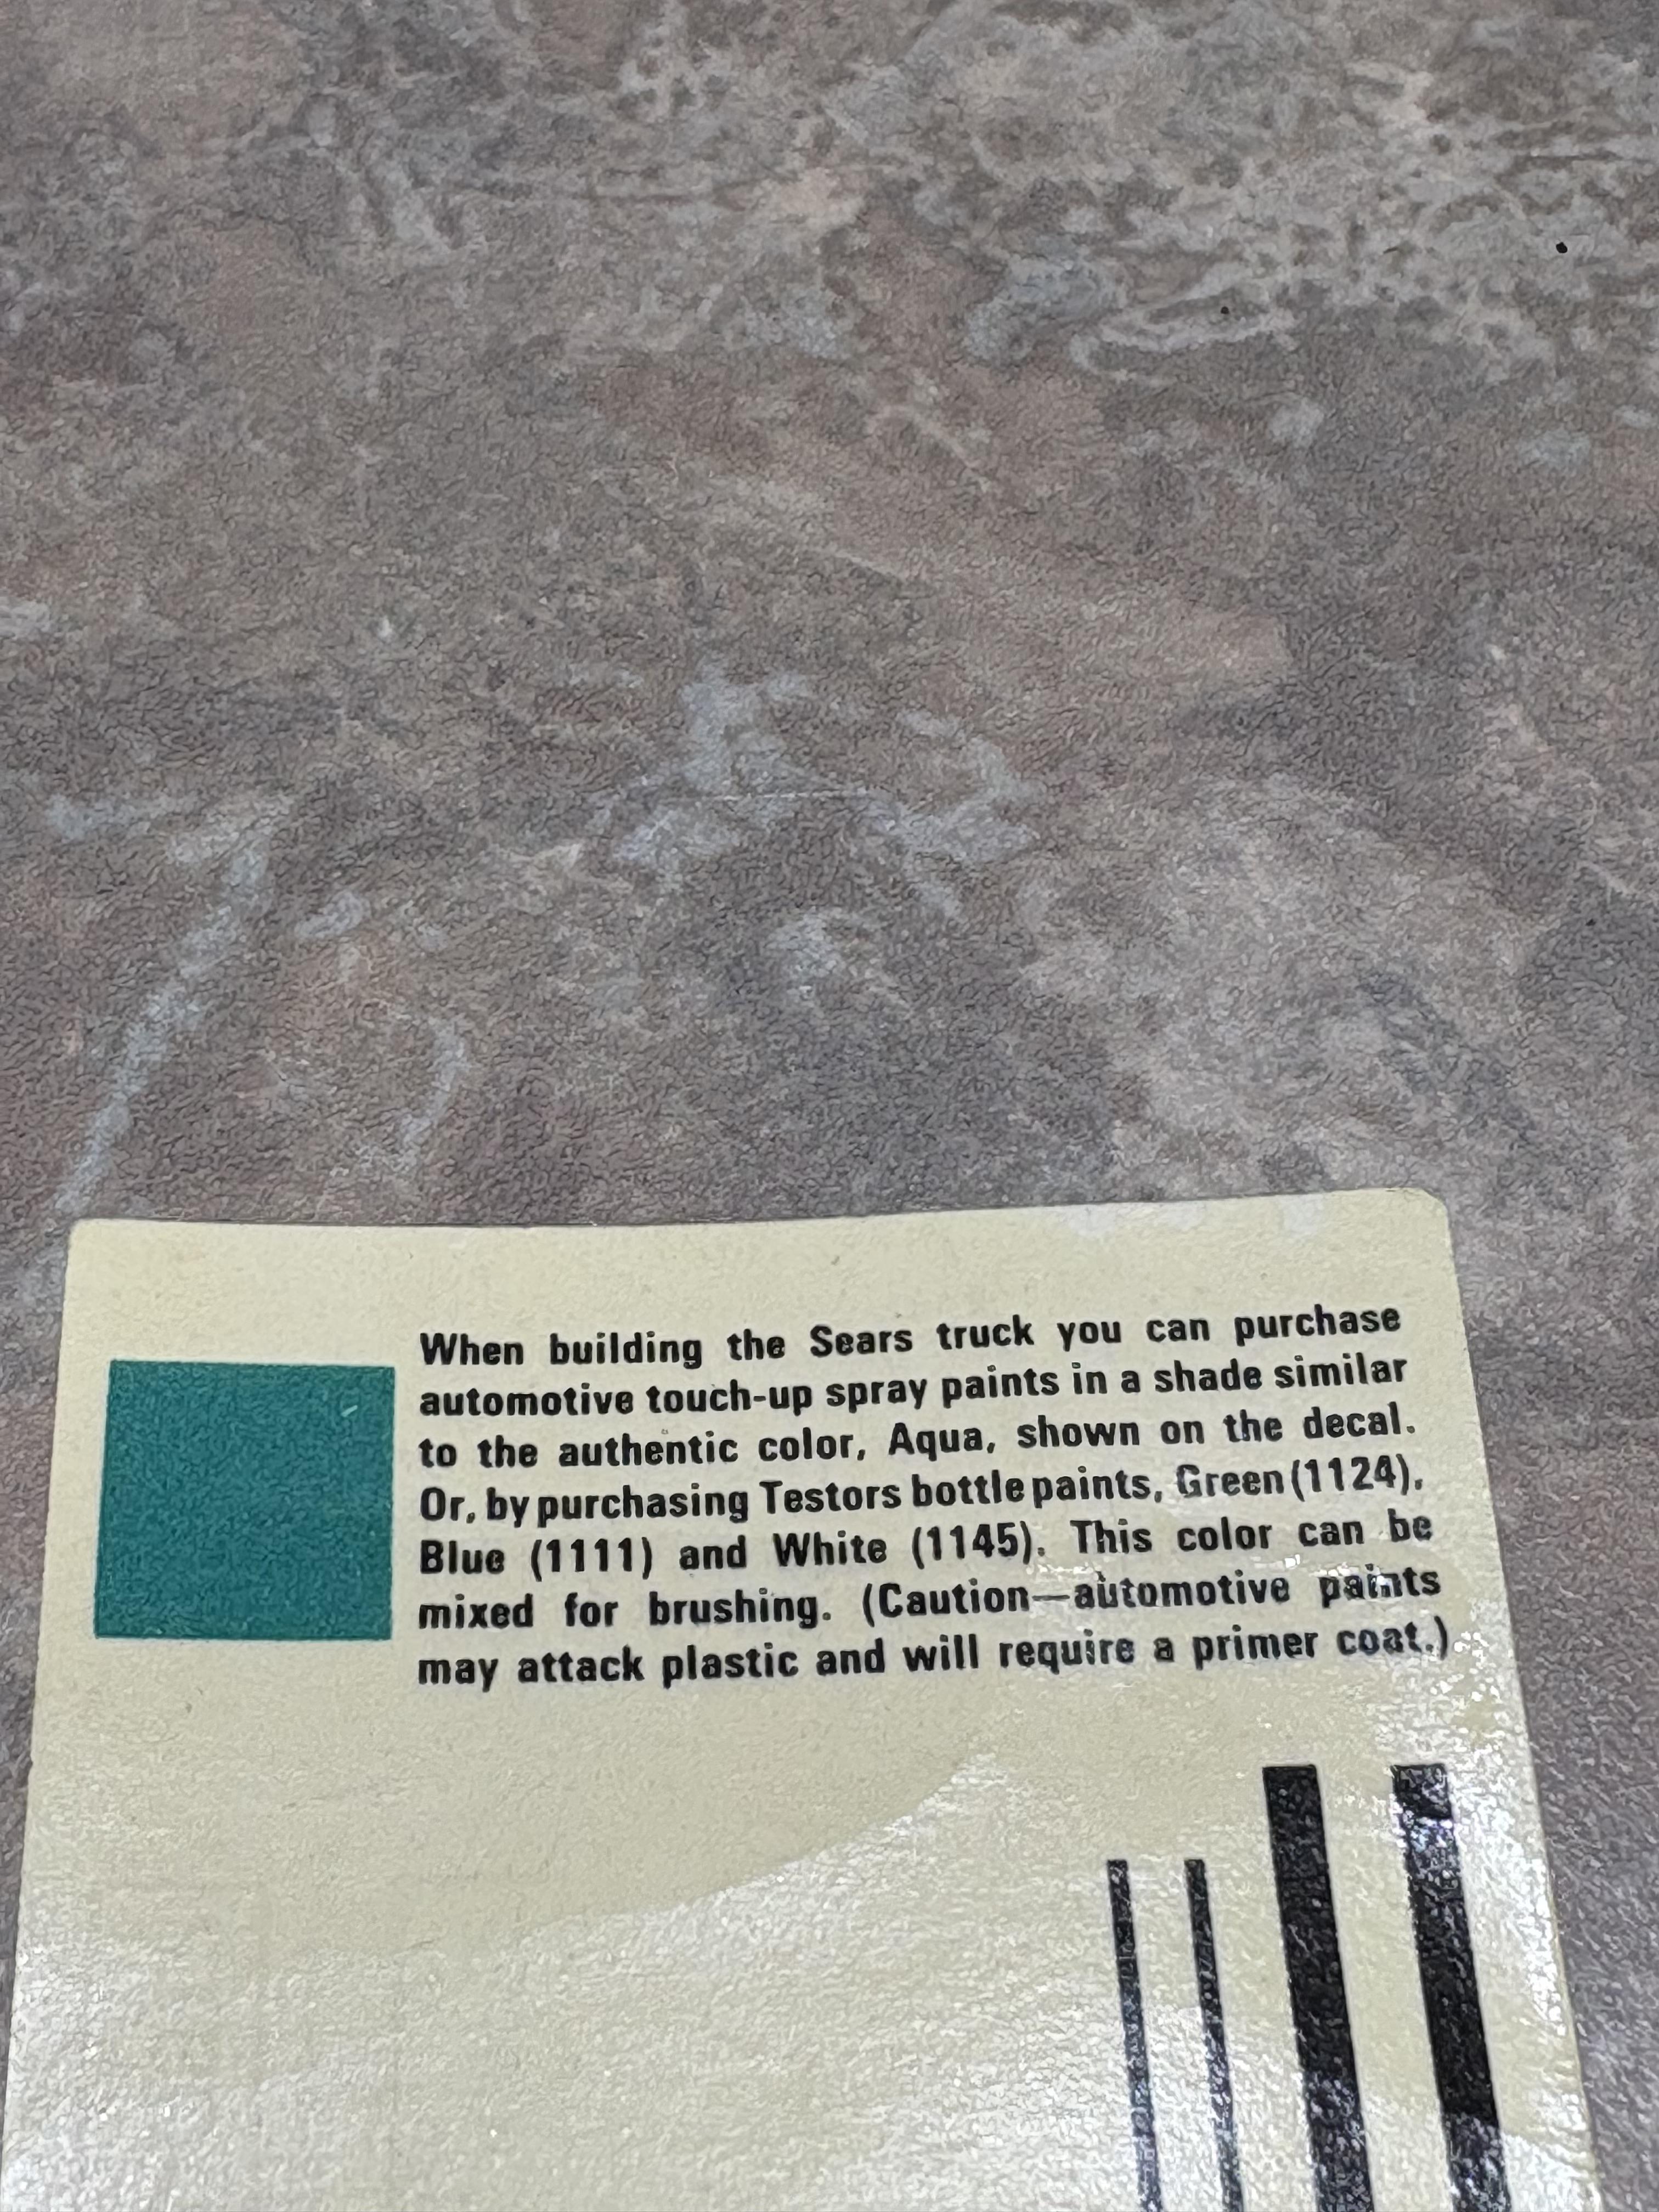 When building the Sears truck you can purchase
automotive touch-up spray paints in a shade similar
to the authentic color, Aqua, shown on the decal.
Or, by purchasing Testors bottle paints, Green (1124),
Blue (1111) and White (1145). This color can be
mixed for brushing. (Caution—automotive paints
may attack plastic and will require a primer coat.)